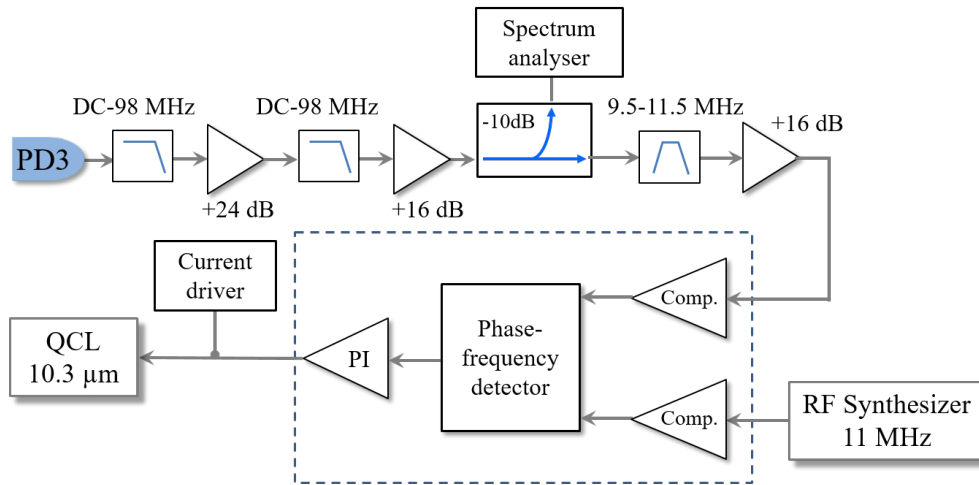 Spectrum
analyser
DC-98 MHz
DC-98 MHz
-10dB
9.5-11.5 MHz
+16 dB
PD3
+24 dB
+16 dB
Current
driver
Comp.
QCL
10.3 µm
PI
Phase-
frequency
detector
Comp.
RF Synthesizer
11 MHz